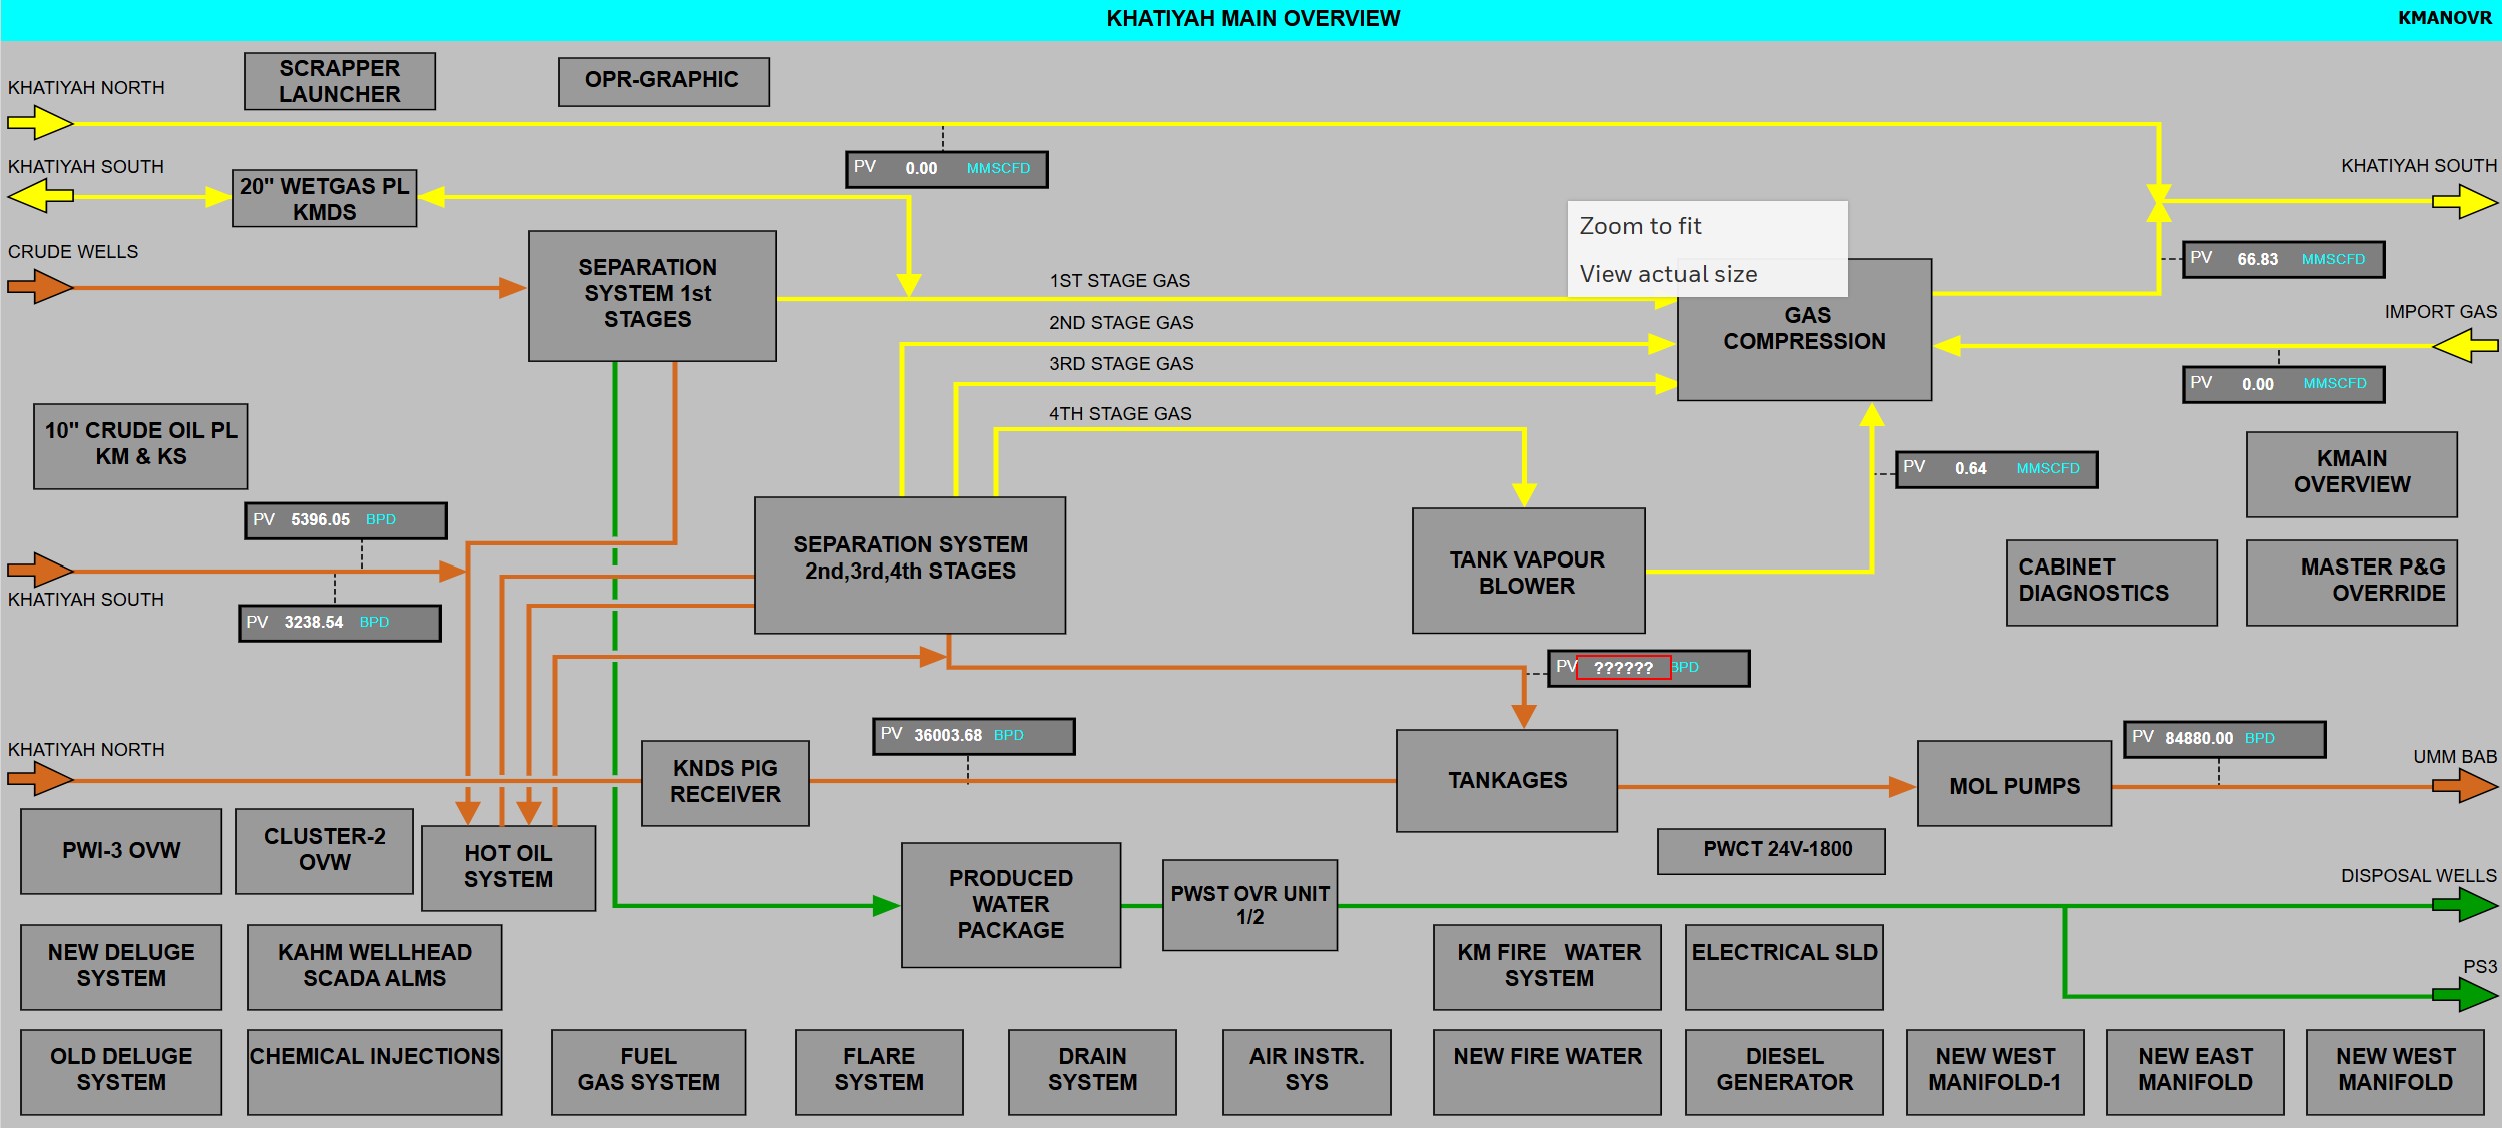 KHATIYAH MAIN OVERVIEW
KMANOVR
SCRAPPER
LAUNCHER
OPR-GRAPHIC
KHATIYAH NORTH
PV 0.00 MMSCFD
KHATIYAH SOUTH
20" WETGAS PL
KMDS
KHATIYAH SOUTH
Zoom to fit
View actual size
CRUDE WELLS
SEPARATION
SYSTEM 1st
STAGES
1ST STAGE GAS
2ND STAGE GAS
3RD STAGE GAS
4TH STAGE GAS
GAS
COMPRESSION
PV 66.83 MMSCFD
IMPORT GAS
PV 0.00 MMSCFD
10" CRUDE OIL PL
KM & KS
PV 0.64 MMSCFD
KMAIN
OVERVIEW
PV 5396.05 BPD
KHATIYAH SOUTH
PV 3238.54 BPD
SEPARATION SYSTEM
2nd,3rd,4th STAGES
TANK VAPOUR
BLOWER
CABINET
DIAGNOSTICS
MASTER P&G
OVERRIDE
PV ?????? BPD
KHATIYAH NORTH
KNDS PIG
RECEIVER
PV 36003.68 BPD
TANKAGES
MOL PUMPS
PV 84880.00 BPD
UMM BAB
PWI-3 OVW
CLUSTER-2
OVW
HOT OIL
SYSTEM
PRODUCED
WATER
PACKAGE
PWST OVR UNIT
1/2
PWCT 24V-1800
DISPOSAL WELLS
NEW DELUGE
SYSTEM
KAHM WELLHEAD
SCADA ALMS
KM FIRE WATER
SYSTEM
ELECTRICAL SLD
PS3
OLD DELUGE
SYSTEM
CHEMICAL INJECTIONS
FUEL
GAS SYSTEM
FLARE
SYSTEM
DRAIN
SYSTEM
AIR INSTR.
SYS
NEW FIRE WATER
DIESEL
GENERATOR
NEW WEST
MANIFOLD-1
NEW EAST
MANIFOLD
NEW WEST
MANIFOLD